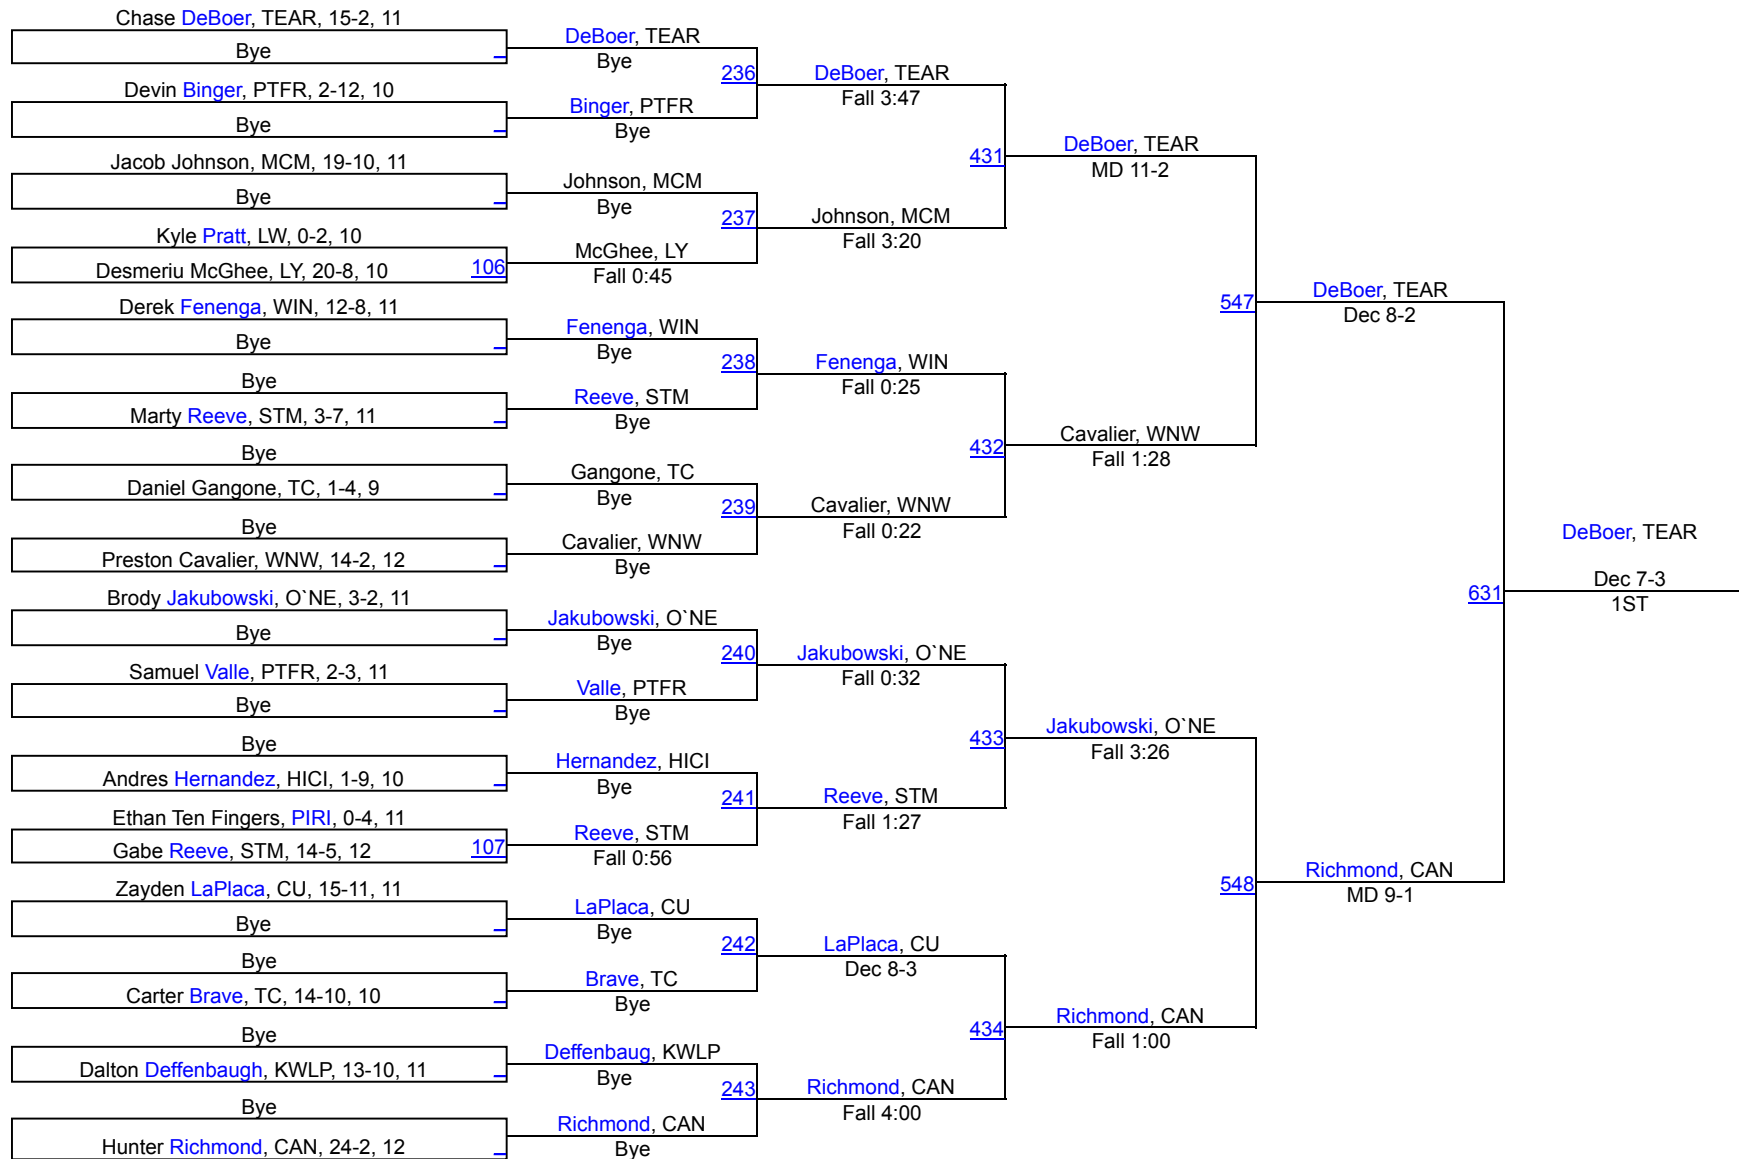 Chase DeBoer, TEAR, 15-2, 11
Bye
Devin Binger, PTFR, 2-12, 10
Bye
Jacob Johnson, MCM, 19-10, 11
Bye
Kyle Pratt, LW, 0-2, 10
Desmeriu McGhee, LY, 20-8, 10
106
Derek Fenenga, WIN, 12-8, 11
Bye
Bye
Marty Reeve, STM, 3-7, 11
Bye
Daniel Gangone, TC, 1-4, 9
Bye
Preston Cavalier, WNW, 14-2, 12
Brody Jakubowski, O`NE, 3-2, 11
Bye
Samuel Valle, PTFR, 2-3, 11
Bye
Bye
Andres Hernandez, HICI, 1-9, 10
Ethan Ten Fingers, PIRI, 0-4, 11
Gabe Reeve, STM, 14-5, 12
107
Zayden LaPlaca, CU, 15-11, 11
Bye
Bye
Carter Brave, TC, 14-10, 10
Bye
Dalton Deffenbaugh, KWLP, 13-10, 11
Bye
Hunter Richmond, CAN, 24-2, 12
DeBoer, TEAR
Bye
236
Binger, PTFR
Bye
Johnson, MCM
Bye
237
McGhee, LY
Fall 0:45
Fenenga, WIN
Bye
238
Reeve, STM
Bye
Gangone, TC
Bye
239
Cavalier, WNW
Bye
Jakubowski, O`NE
Bye
240
Valle, PTFR
Bye
Hernandez, HICI
Bye
241
Reeve, STM
Fall 0:56
LaPlaca, CU
Bye
242
Brave, TC
Bye
Deffenbaug, KWLP
Bye
243
Richmond, CAN
Bye
DeBoer, TEAR
Fall 3:47
431
Johnson, MCM
Fall 3:20
Fenenga, WIN
Fall 0:25
432
Cavalier, WNW
Fall 0:22
Jakubowski, O`NE
Fall 0:32
433
Reeve, STM
Fall 1:27
LaPlaca, CU
Dec 8-3
434
Richmond, CAN
Fall 4:00
DeBoer, TEAR
MD 11-2
547
Cavalier, WNW
Fall 1:28
Jakubowski, O`NE
Fall 3:26
548
Richmond, CAN
Fall 1:00
DeBoer, TEAR
Dec 8-2
631
Richmond, CAN
MD 9-1
DeBoer, TEAR
Dec 7-3
1ST